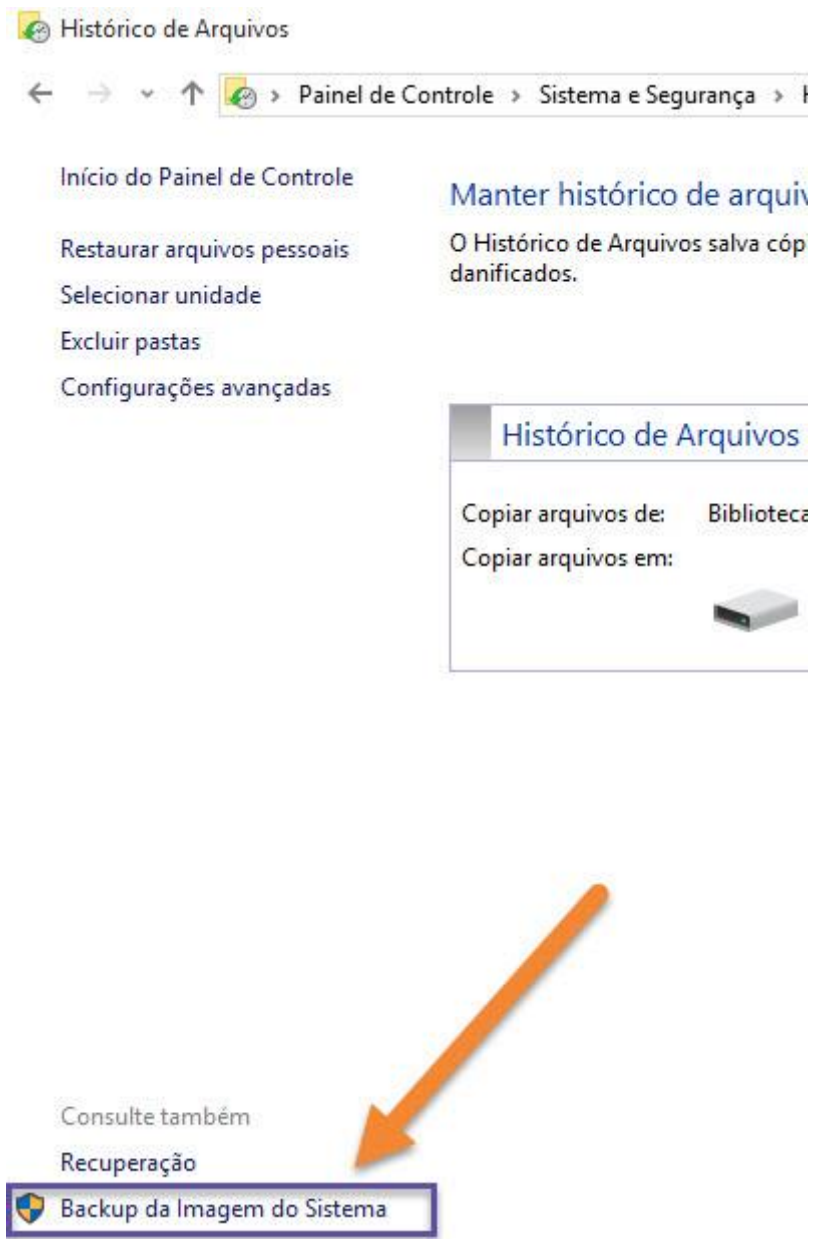 Histórico de Arquivos
Painel de Controle › Sistema e Segurança ›
Início do Painel de Controle
Restaurar arquivos pessoais
Selecionar unidade
Excluir pastas
Configurações avançadas
Manter histórico de
O Histórico de Arquivos salva
danificados.
Histórico de Arquivos
Copiar arquivos de:
Copiar arquivos em:
Consulte também
Recuperação
Backup da Imagem do Sistema